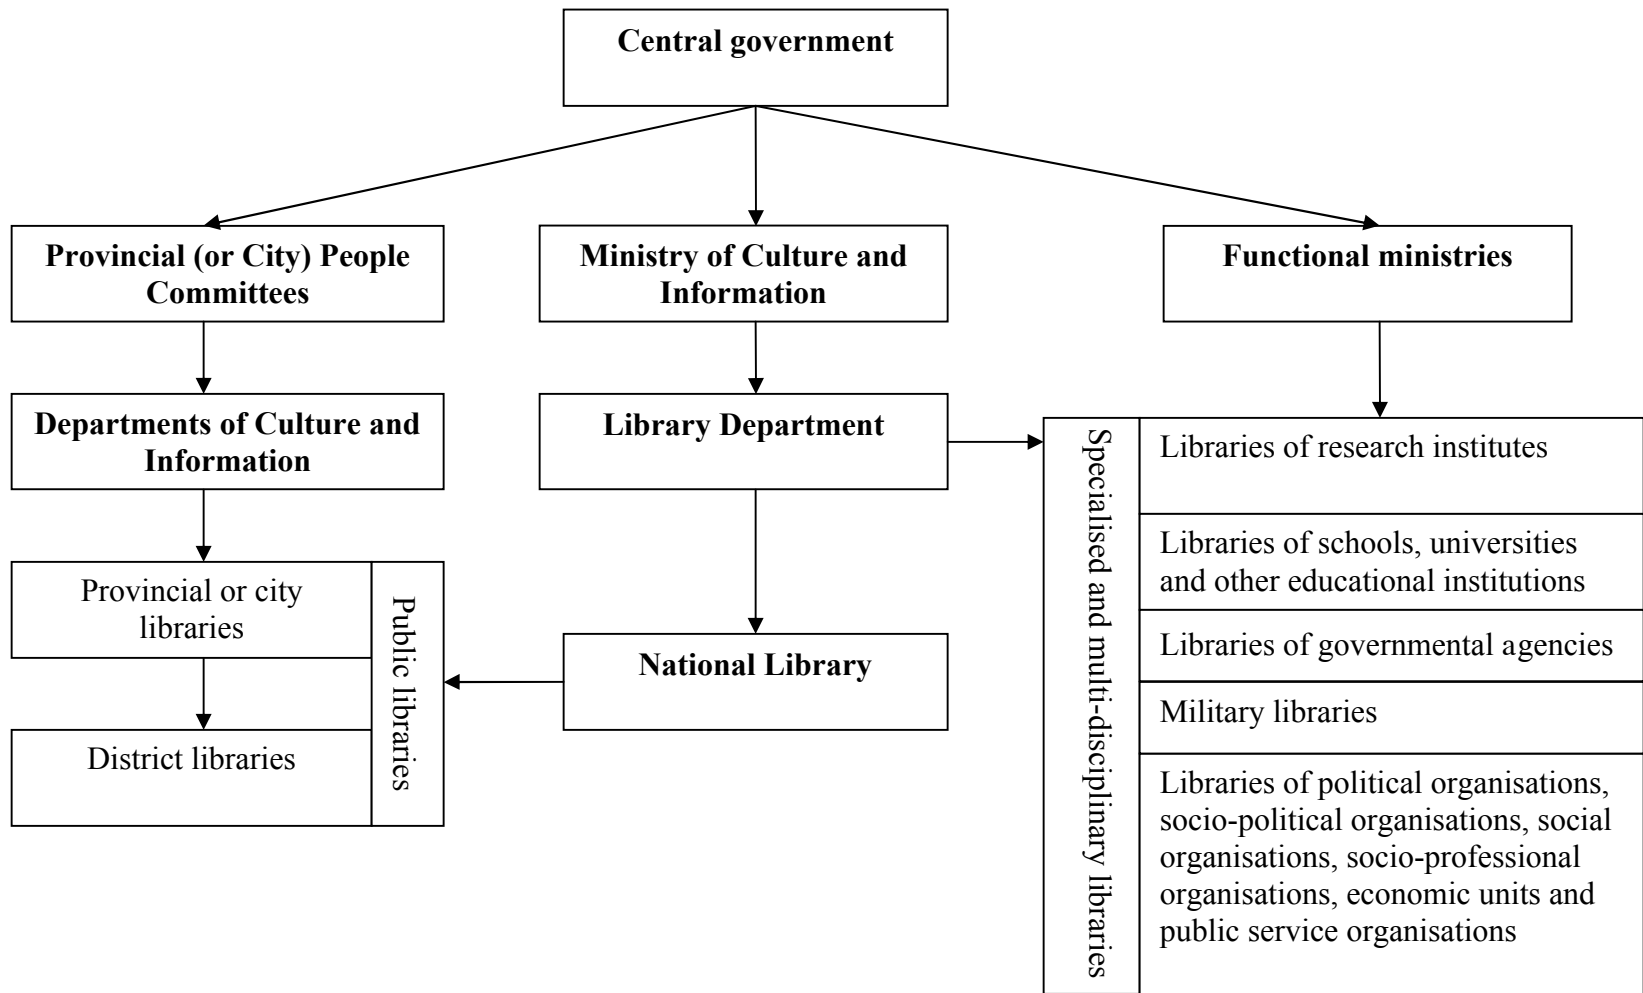 Central government
Provincial (or City) People
Committees
Ministry of Culture and
Information
Functional ministries
Departments of Culture and
Information
Library Department
Provincial or city
libraries
District libraries
Public libraries
National Library
Specialised and multi-disciplinary libraries
Libraries of research institutes
Libraries of schools, universities
and other educational institutions
Libraries of governmental agencies
Military libraries
Libraries of political organisations,
socio-political organisations, social
organisations, socio-professional
organisations, economic units and
public service organisations